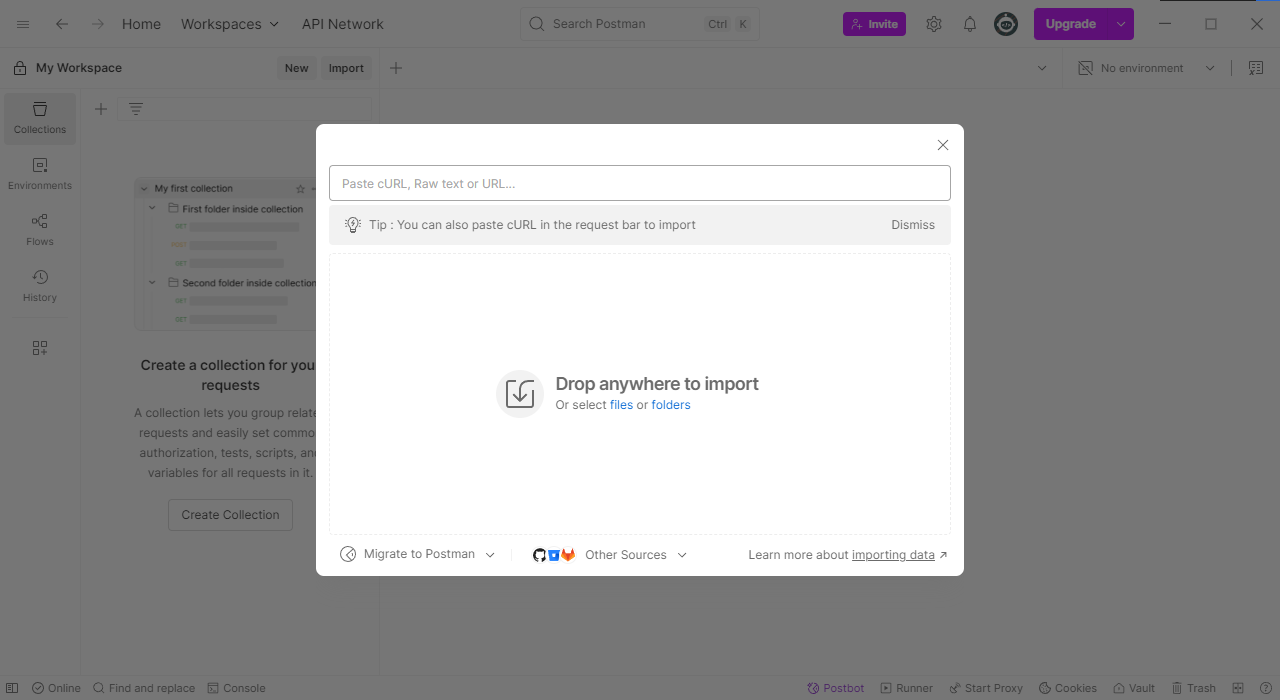 Home
Workspaces
API Network
Search Postman
Ctrl
K
Invite
Upgrade
My Workspace
New
Import
No environment
Collections
Environments
Flows
History
My first collection
First folder inside collection
GET
POST
GET
Second folder inside collection
GET
GET
Create a collection for your
requests
A collection lets you group related
requests and easily set common
authorization, tests, scripts, and
variables for all requests in it.
Create Collection
Paste cURL, Raw text or URL...
Tip : You can also paste cURL in the request bar to import
Dismiss
Drop anywhere to import
Or select files or folders
Migrate to Postman
Other Sources
Learn more about importing data ↗
Online
Find and replace
Console
Postbot
Runner
Start Proxy
Cookies
Vault
Trash